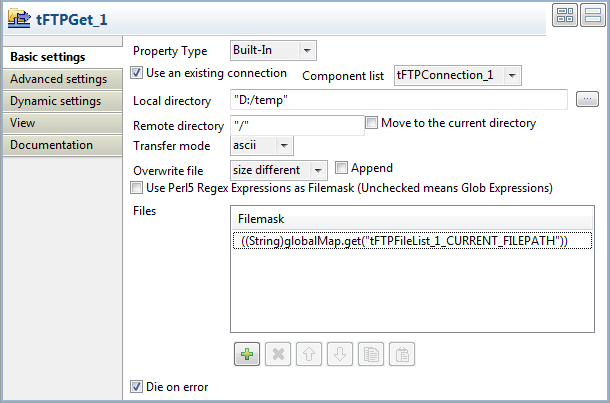 tFTPGet_1
Basic settings
Advanced settings
Dynamic settings
View
Documentation
Property Type Built-In
Use an existing connection Component list tFTPConnection_1
Local directory "D:/temp" ...
Remote directory "/" Move to the current directory
Transfer mode ascii
Overwrite file size different Append
Use Perl5 Regex Expressions as Filemask (Unchecked means Glob Expressions)
Files
Filemask
((String)globalMap.get("tFTPFileList_1_CURRENT_FILEPATH"))
Die on error